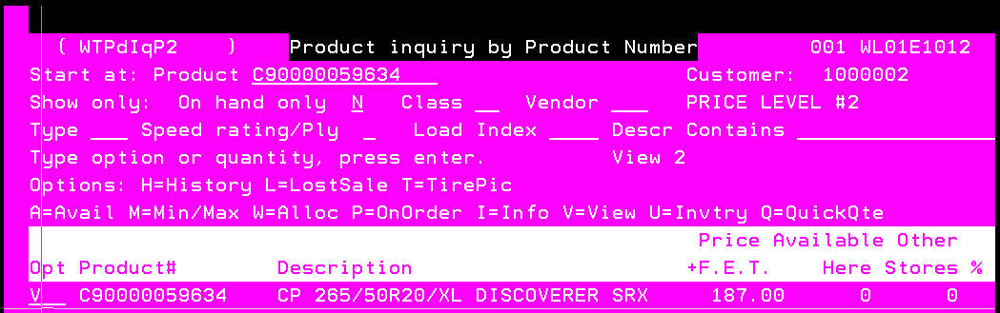 ( WTPdIqP2 ) Product inquiry by Product Number 001 WL01E1012
Start at: Product C90000059634 Customer: 1000002
Show only: On hand only N Class __ Vendor ___ PRICE LEVEL #2
Type ___ Speed rating/Ply _ Load Index ____ Descr Contains ________________
Type option or quantity, press enter. View 2
Options: H=History L=LostSale T=TirePic
A=Avail M=Min/Max W=Alloc P=OnOrder I=Info V=View U=Invtry Q=QuickQte
Price Available Other
Opt Product# Description +F.E.T. Here Stores %
V__ C90000059634 CP 265/50R20/XL DISCOVERER SRX 187.00 0 0